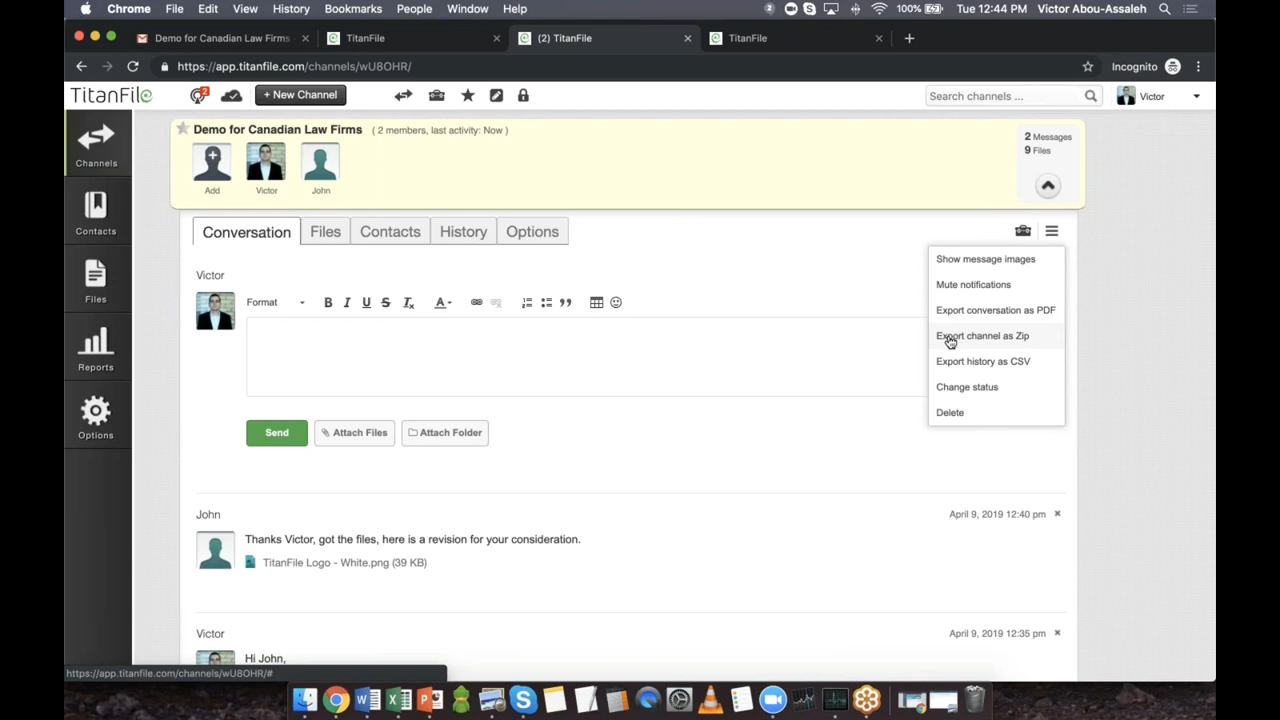 Chrome File Edit View History Bookmarks People Window Help 100% Tue 12:44 PM Victor Abou-Assaleh
Demo for Canadian Law Firms - × TitanFile × (2) TitanFile × TitanFile × +
https://app.titanfile.com/channels/wU8OHR/ Incognito
TitanFile 2 + New Channel Search channels ... Victor
Channels
Contacts
Files
Reports
Options
Demo for Canadian Law Firms ( 2 members, last activity: Now )
2 Messages
9 Files
Add Victor John
Conversation Files Contacts History Options
Show message images
Mute notifications
Export conversation as PDF
Export channel as Zip
Export history as CSV
Change status
Delete
Victor
Format B I U S Tx A
Send Attach Files Attach Folder
John April 9, 2019 12:40 pm ×
Thanks Victor, got the files, here is a revision for your consideration.
TitanFile Logo - White.png (39 KB)
Victor April 9, 2019 12:35 pm ×
Hi John,
https://app.titanfile.com/channels/wU8OHR/#